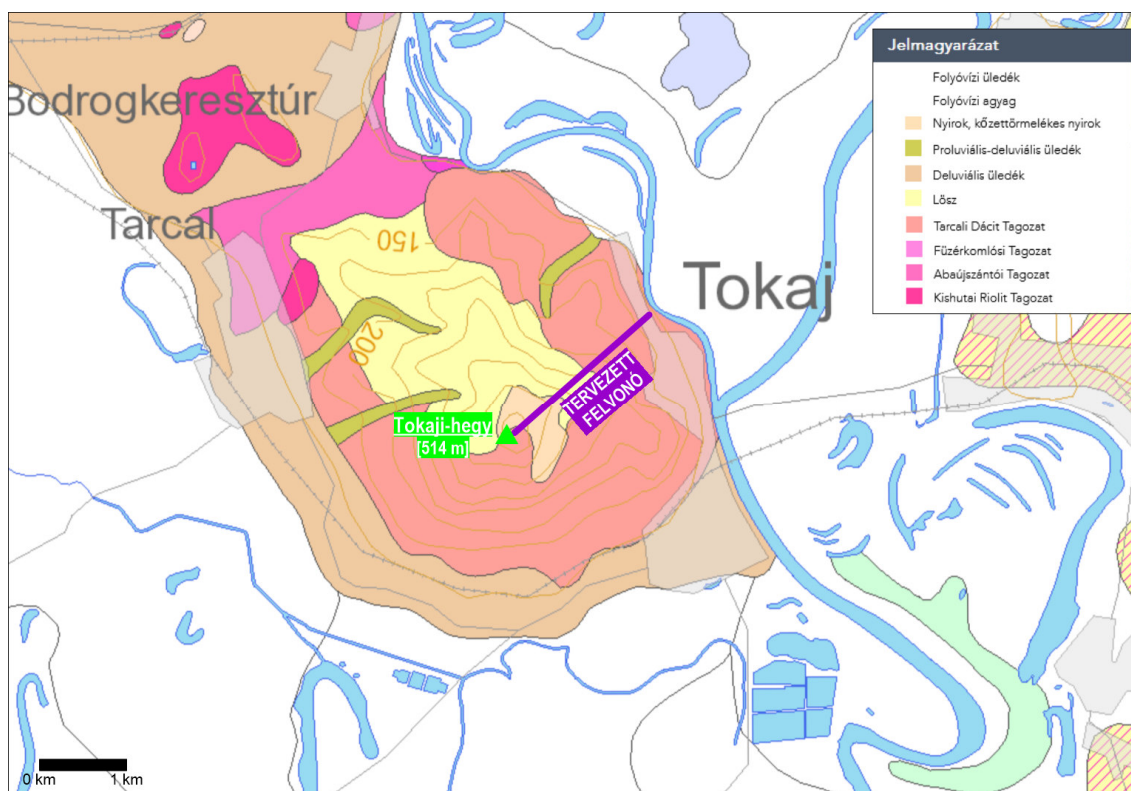 Bodrogkeresztúr
Tarcal
Tokaj
150
200
Tokaji-hegy
[514 m]
TERVEZETT
FELVONÓ
Jelmagyarázat
Folyóvízi üledék
Folyóvízi agyag
Nyirok, kőzettörmelékes nyirok
Proluviális-deluviális üledék
Deluviális üledék
Lösz
Tarcali Dácit Tagozat
Füzérkomlósi Tagozat
Abaújszántói Tagozat
Kishutai Riolit Tagozat
0 km 1 km